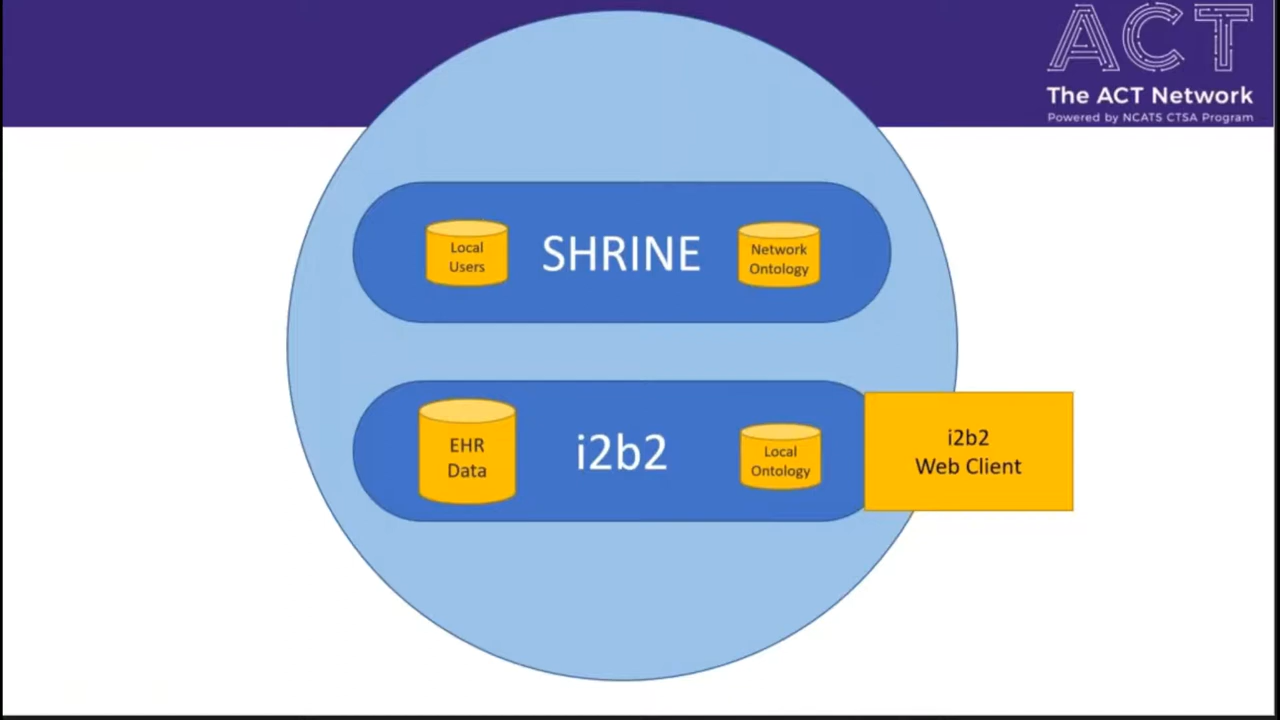 ACT
The ACT Network
Powered by NCATS CTSA Program
Local
Users
SHRINE
Network
Ontology
EHR
Data
i2b2
Local
Ontology
i2b2
Web Client